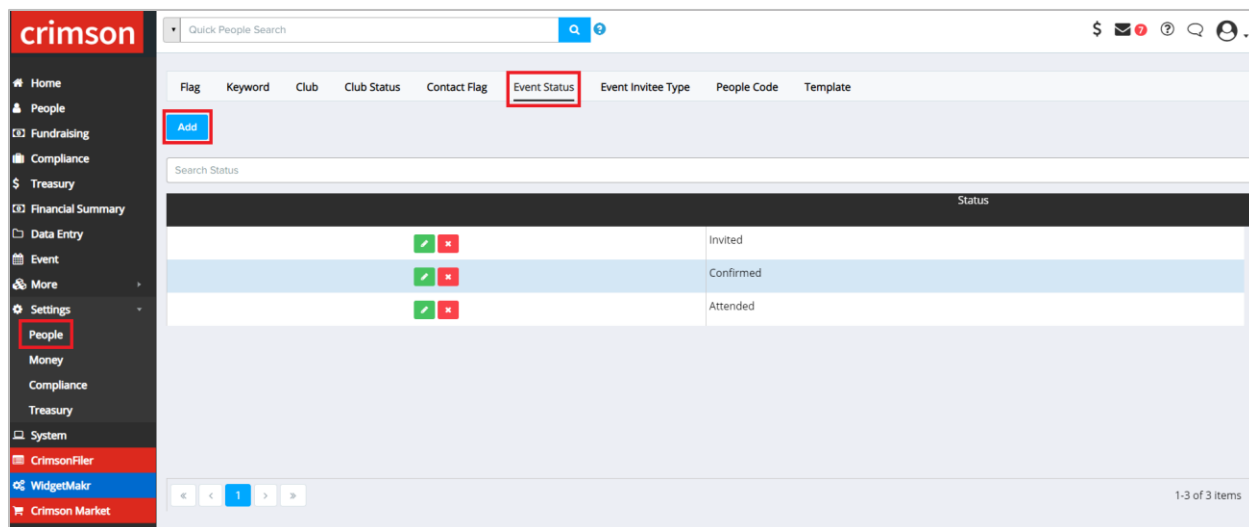 crimson
Quick People Search
$ 7
Home
People
Fundraising
Compliance
$ Treasury
Financial Summary
Data Entry
Event
More
Settings
People
Money
Compliance
Treasury
System
CrimsonFiler
WidgetMakr
Crimson Market
Flag Keyword Club Club Status Contact Flag Event Status Event Invitee Type People Code Template
Add
Search Status
Status
Invited
Confirmed
Attended
« ‹ 1 › »
1-3 of 3 items